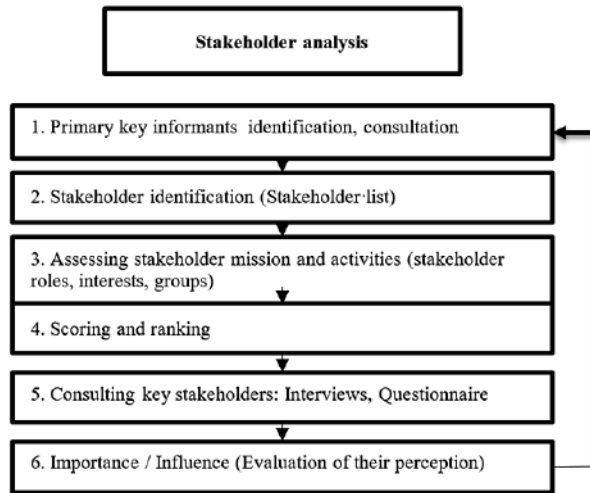 Stakeholder analysis
1. Primary key informants identification, consultation
2. Stakeholder identification (Stakeholder·list)
3. Assessing stakeholder mission and activities (stakeholder
roles, interests, groups)
4. Scoring and ranking
5. Consulting key stakeholders: Interviews, Questionnaire
6. Importance / Influence (Evaluation of their perception)